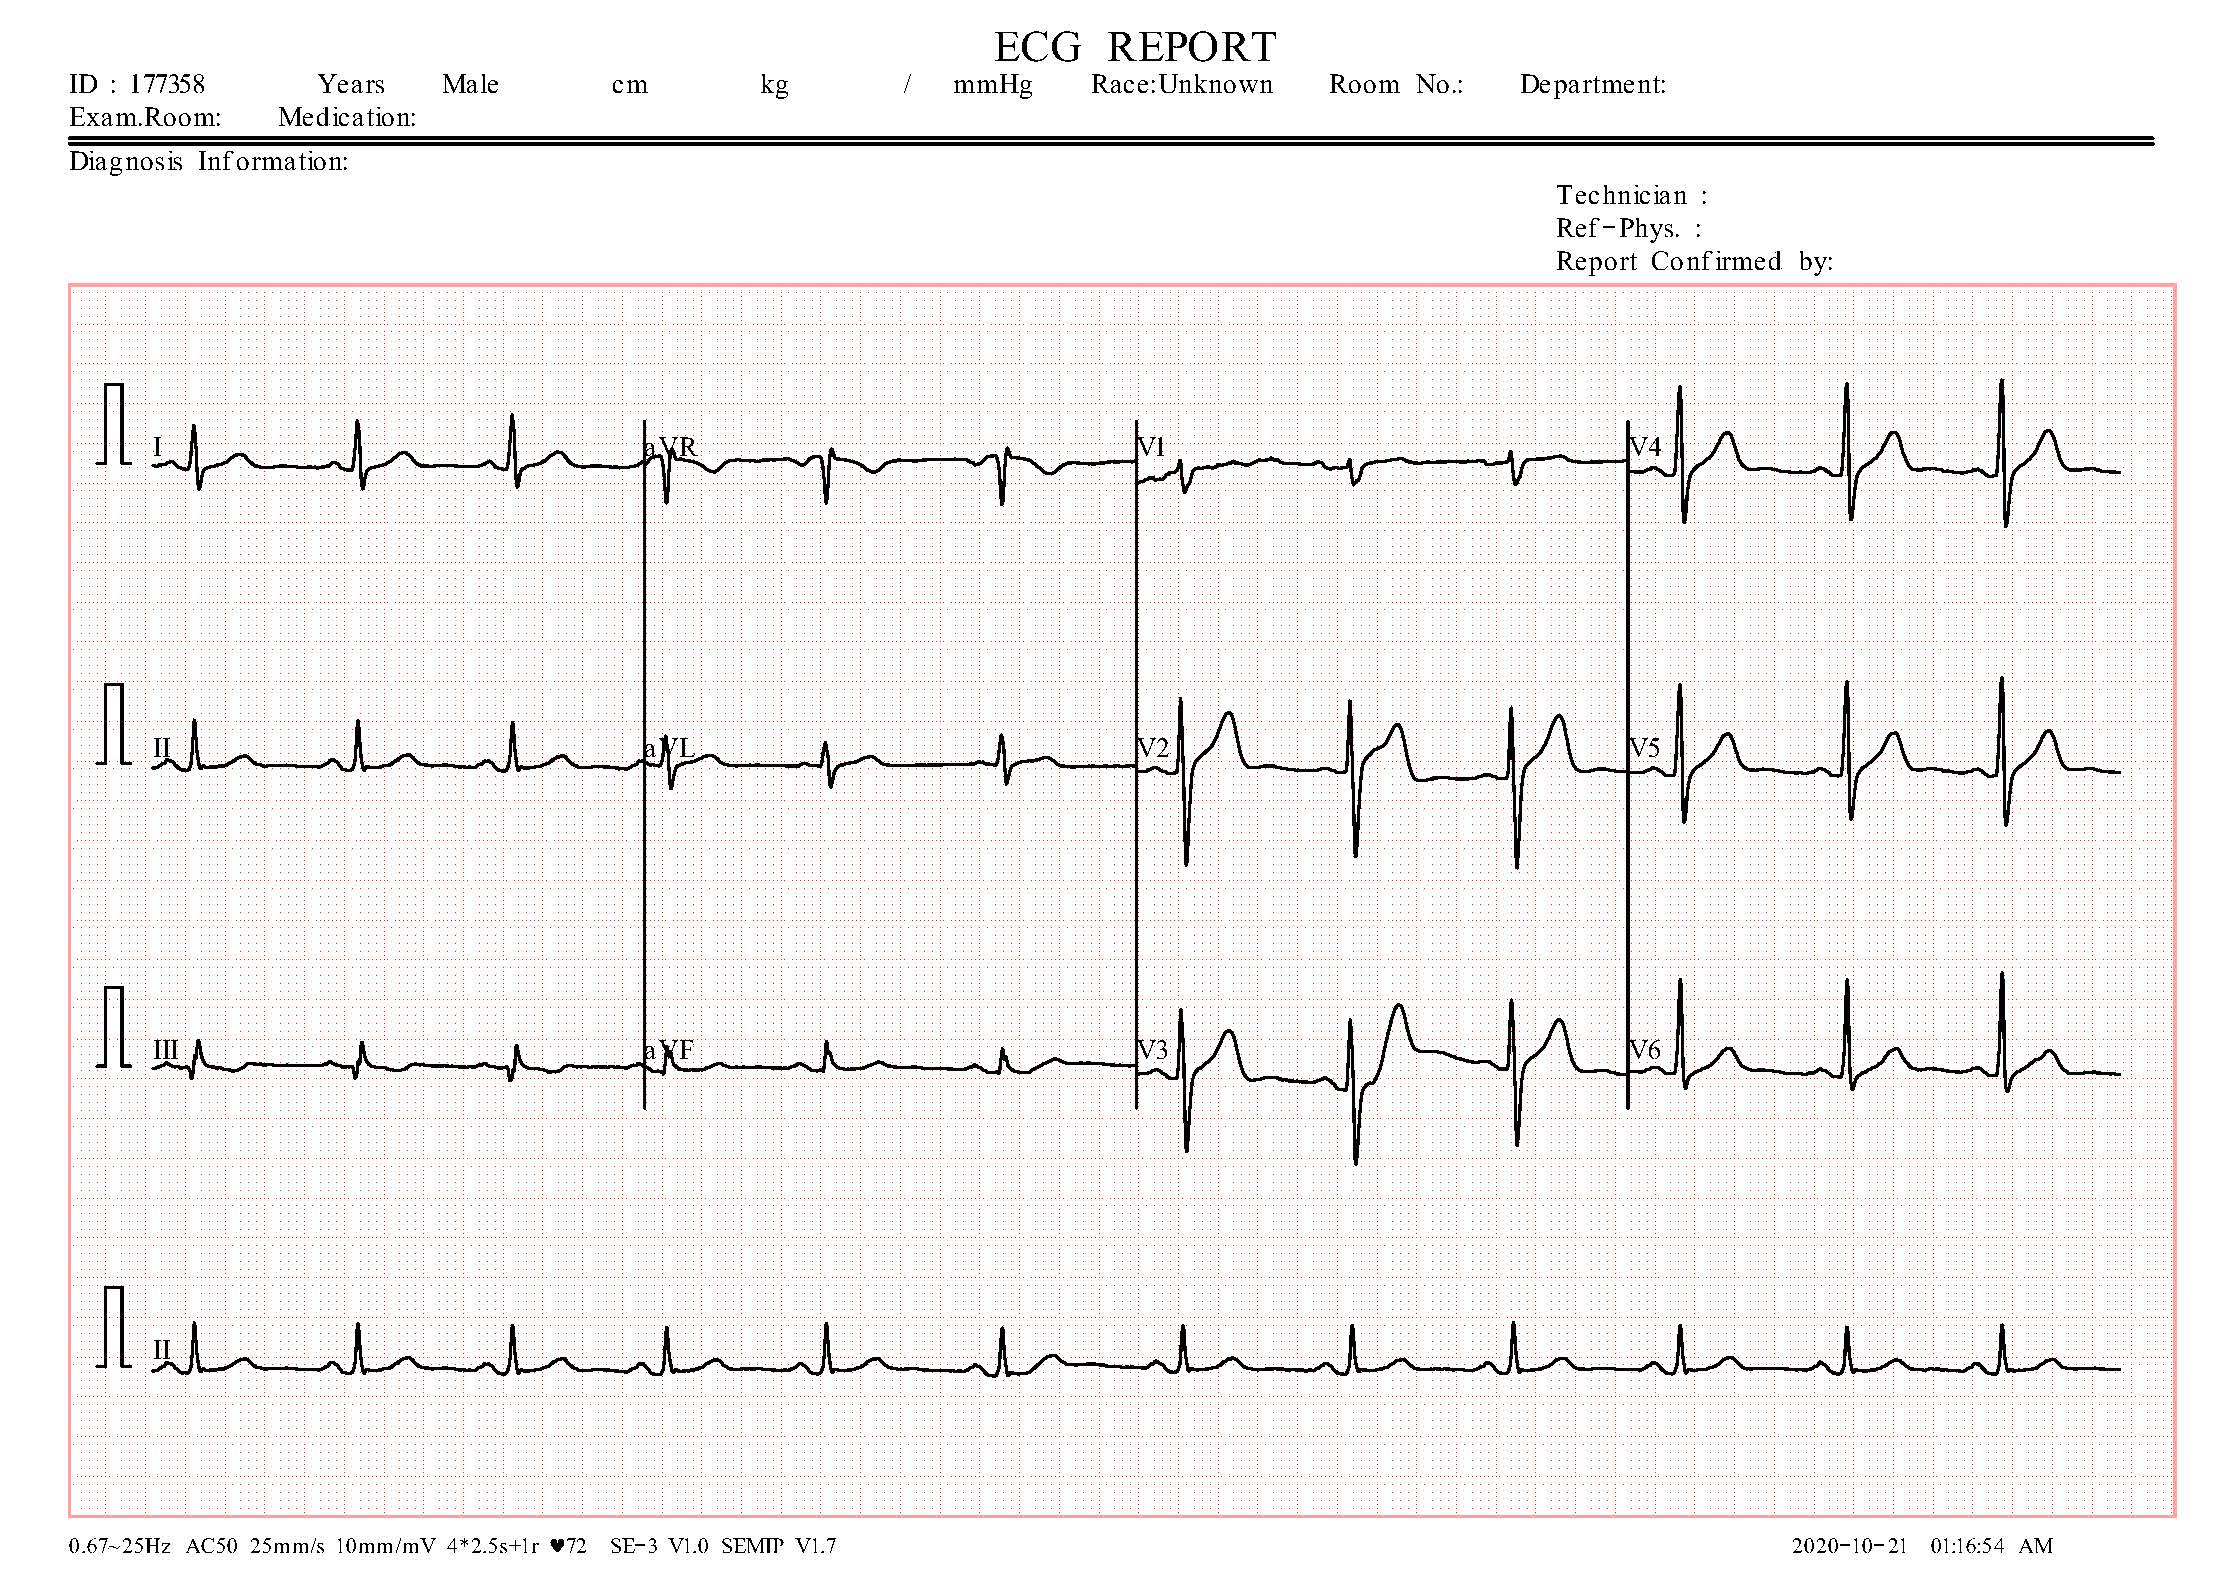 ECG REPORT
ID : 177358 Years Male cm kg / mmHg Race:Unknown Room No.: Department:
Exam.Room: Medication:
Diagnosis Information:
Technician :
Ref-Phys. :
Report Confirmed by:
I aVR V1 V4
II aVL V2 V5
III aVF V3 V6
II
0.67~25Hz AC50 25mm/s 10mm/mV 4*2.5s+1r ♥72 SE-3 V1.0 SEMIP V1.7 2020-10-21 01:16:54 AM